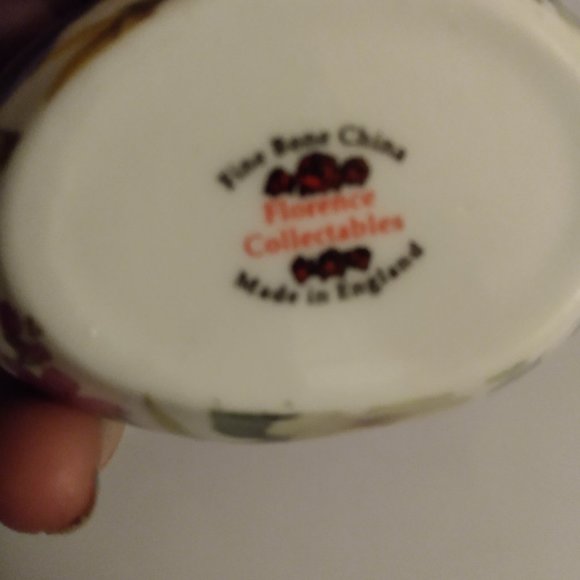 Fine Bone China
Florence
Collectables
Made in England